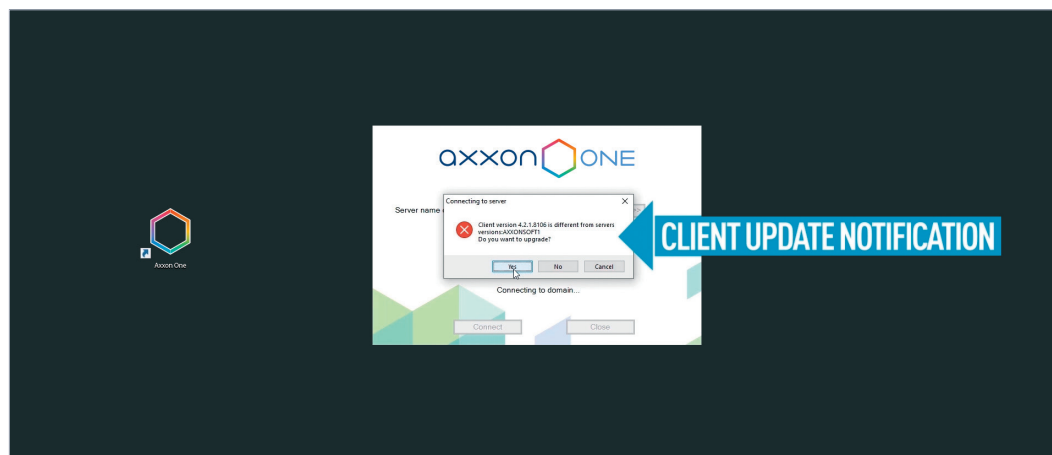 axxon ONE
Server name
Connecting to server
Client version 4.2.1.8106 is different from servers
versions:AXXONSOFT1
Do you want to upgrade?
Yes No Cancel
CLIENT UPDATE NOTIFICATION
Axxon One
Connecting to domain...
Connect Close